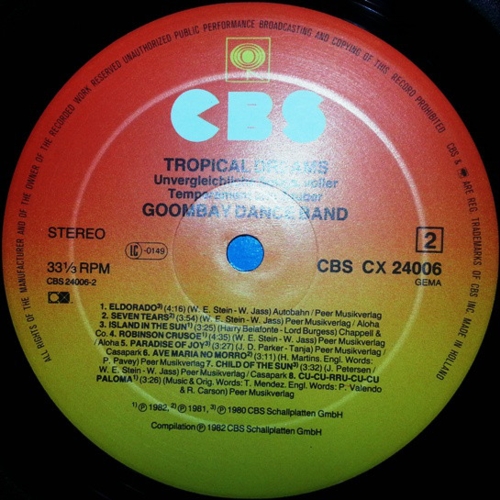 ALL RIGHTS OF THE MANUFACTURER AND OF THE OWNER OF THE RECORDED WORK RESERVED UNAUTHORIZED PUBLIC PERFORMANCE BROADCASTING AND COPYING OF THIS RECORD PROHIBITED
CBS & ARE REG. TRADEMARKS OF CBS INC. MADE IN HOLLAND
CBS
TROPICAL DREAMS
GOOMBAY DANCE BAND
STEREO
IC -0149
2
33⅓ RPM
CBS 24006-2
CBS CX 24006
GEMA
1. ELDORADO³⁾ (4:16) (W. E. Stein - W. Jass) Autobahn / Peer Musikverlag
2. SEVEN TEARS²⁾ (3:54) (W. E. Stein - W. Jass) Peer Musikverlag / Aloha
3. ISLAND IN THE SUN¹⁾ (3:25) (Harry Belafonte - Lord Burgess) Chappell &
Co. 4. ROBINSON CRUSOE¹⁾ (4:35) (W. E. Stein - W. Jass) Peer Musikverlag
/ Aloha 5. PARADISE OF JOY³⁾ (3:27) (J. D. Parker - Tanja) Peer Musikverlag /
Casapark 6. AVE MARIA NO MORRO²⁾ (3:11) (H. Martins. Engl. Words:
P. Pavey) Peer Musikverlag 7. CHILD OF THE SUN³⁾ (3:32) (J. Petersen /
W. E. Stein - W. Jass) Peer Musikverlag / Casapark 8. CU-CU-RRU-CU-CU
PALOMA¹⁾ (3:26) (Music & Orig. Words: T. Mendez. Engl. Words: P. Valendo
& R. Carson) Peer Musikverlag
¹⁾ ℗ 1982, ²⁾ ℗ 1981, ³⁾ ℗ 1980 CBS Schallplatten GmbH
Compilation ℗ 1982 CBS Schallplatten GmbH